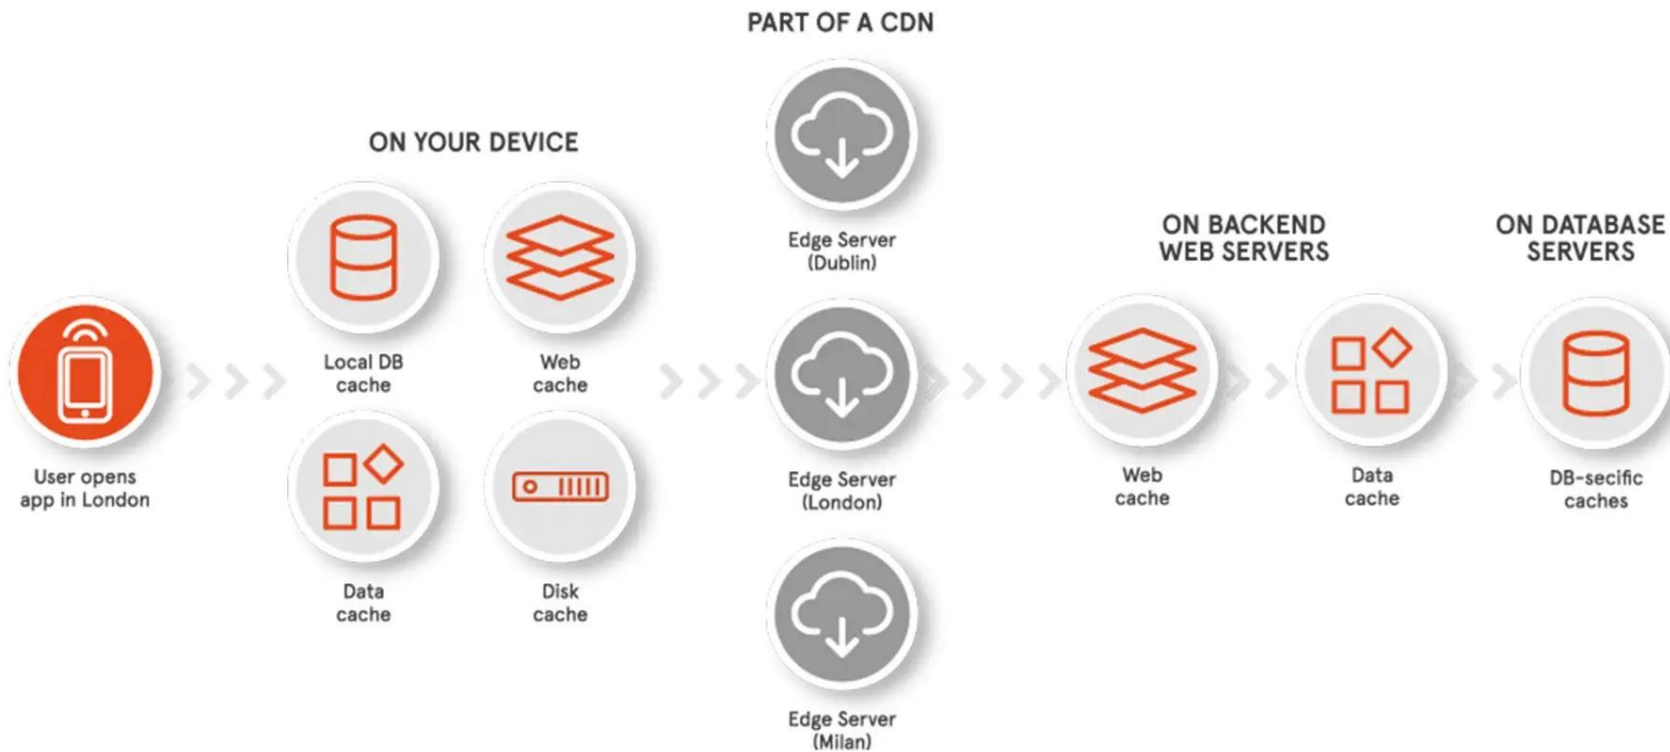 PART OF A CDN
ON YOUR DEVICE
Edge Server
(Dublin)
ON BACKEND
WEB SERVERS
ON DATABASE
SERVERS
Local DB
cache
Web
cache
User opens
app in London
Edge Server
(London)
Web
cache
Data
cache
DB-secific
caches
Data
cache
Disk
cache
Edge Server
(Milan)